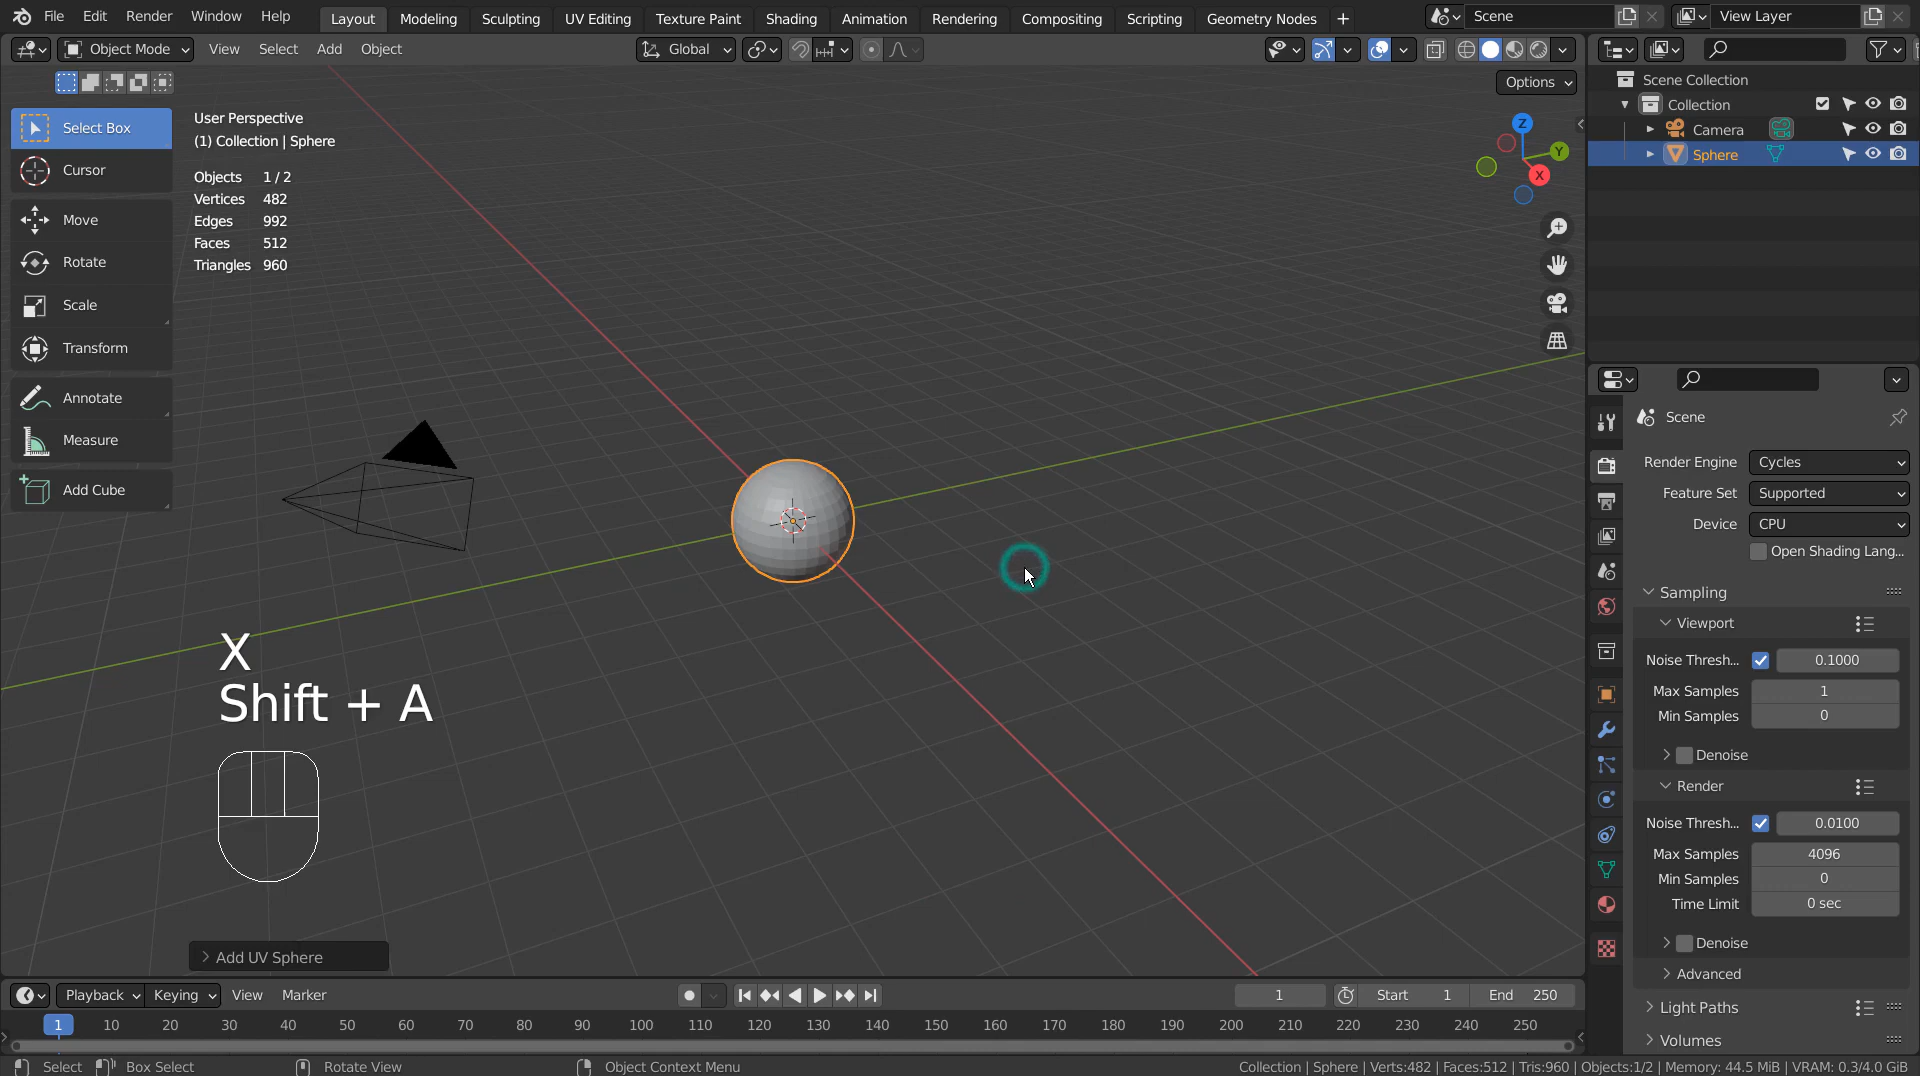 File Edit Render Window Help Layout Modeling Sculpting UV Editing Texture Paint Shading Animation Rendering Compositing Scripting Geometry Nodes + Scene View Layer
Object Mode View Select Add Object Global
Options
Select Box
Cursor
Move
Rotate
Scale
Transform
Annotate
Measure
Add Cube
User Perspective
(1) Collection | Sphere
Objects 1 / 2
Vertices 482
Edges 992
Faces 512
Triangles 960
Z
Y
X
X
Shift + A
Add UV Sphere
Scene Collection
Collection
Camera
Sphere
Scene
Render Engine Cycles
Feature Set Supported
Device CPU
Open Shading Lang...
Sampling
Viewport
Noise Thresh... 0.1000
Max Samples 1
Min Samples 0
Denoise
Render
Noise Thresh... 0.0100
Max Samples 4096
Min Samples 0
Time Limit 0 sec
Denoise
Advanced
Light Paths
Volumes
Playback Keying View Marker 1 Start 1 End 250
1 10 20 30 40 50 60 70 80 90 100 110 120 130 140 150 160 170 180 190 200 210 220 230 240 250
Select Box Select Rotate View Object Context Menu Collection | Sphere | Verts:482 | Faces:512 | Tris:960 | Objects:1/2 | Memory: 44.5 MiB | VRAM: 0.3/4.0 GiB